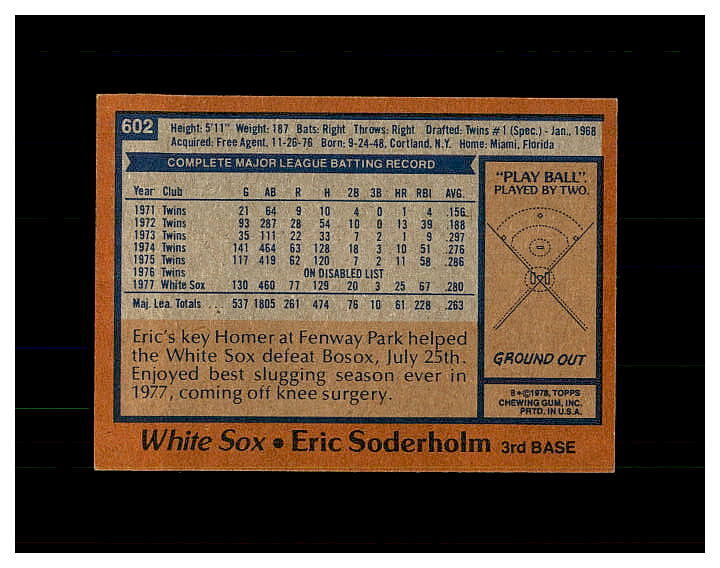 602
Height: 5'11" Weight: 187 Bats: Right Throws: Right Drafted: Twins #1 (Spec.) - Jan., 1968
Acquired: Free Agent, 11-26-76 Born: 9-24-48, Cortland, N.Y. Home: Miami, Florida
COMPLETE MAJOR LEAGUE BATTING RECORD
Year Club G AB R H 2B 3B HR RBI AVG.
1971 Twins 21 64 9 10 4 0 1 4 .156
1972 Twins 93 287 28 54 10 0 13 39 .188
1973 Twins 35 111 22 33 7 2 1 9 .297
1974 Twins 141 464 63 128 18 3 10 51 .276
1975 Twins 117 419 62 120 7 2 11 58 .286
1976 Twins ON DISABLED LIST
1977 White Sox 130 460 77 129 20 3 25 67 .280
Maj. Lea. Totals ... 537 1805 261 474 76 10 61 228 .263
Eric's key Homer at Fenway Park helped
the White Sox defeat Bosox, July 25th.
Enjoyed best slugging season ever in
1977, coming off knee surgery.
"PLAY BALL".
PLAYED BY TWO.
GROUND OUT
B*©1978, TOPPS
CHEWING GUM, INC.
PRTD. IN U.S.A.
White Sox • Eric Soderholm 3rd BASE